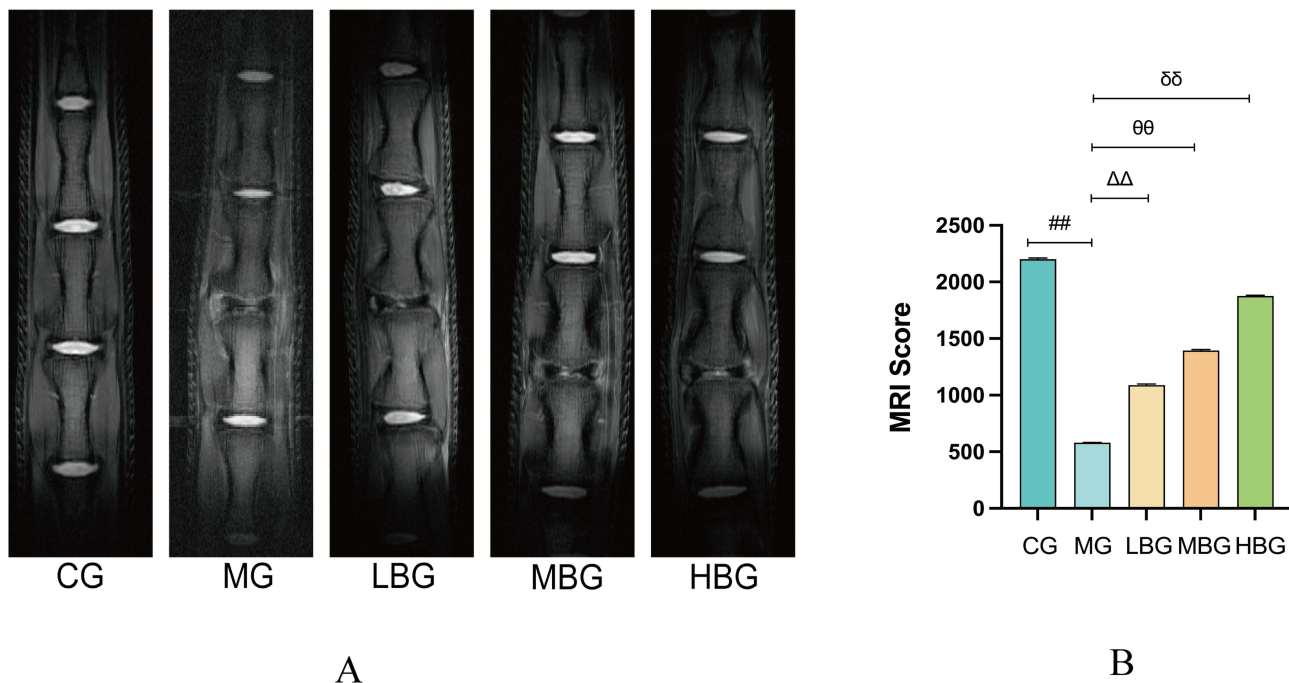 CG MG LBG MBG HBG
A
δδ
θθ
ΔΔ
##
MRI Score
2500
2000
1500
1000
500
0
CG MG LBG MBG HBG
B